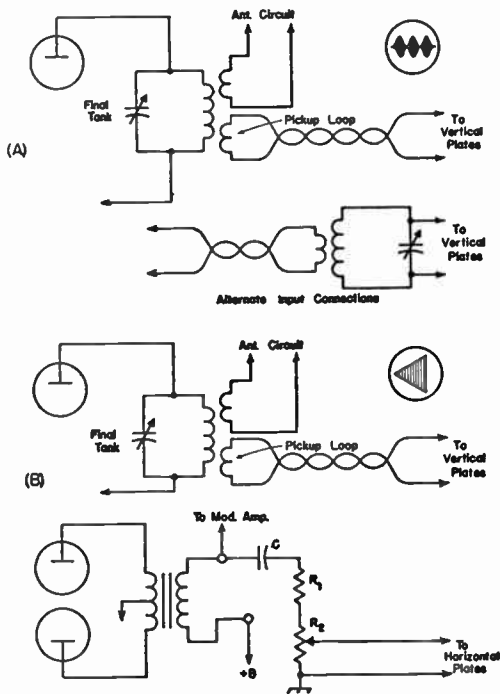 Ant. Circuit
Final
Tank
Pickup Loop
To
Vertical
Plates
(A)
To
Vertical
Plates
Alternate Input Connections
Ant. Circuit
Final
Tank
Pickup Loop
To
Vertical
Plates
(B)
To Mod. Amp.
C
R1
R2
+B
To
Horizontal
Plates